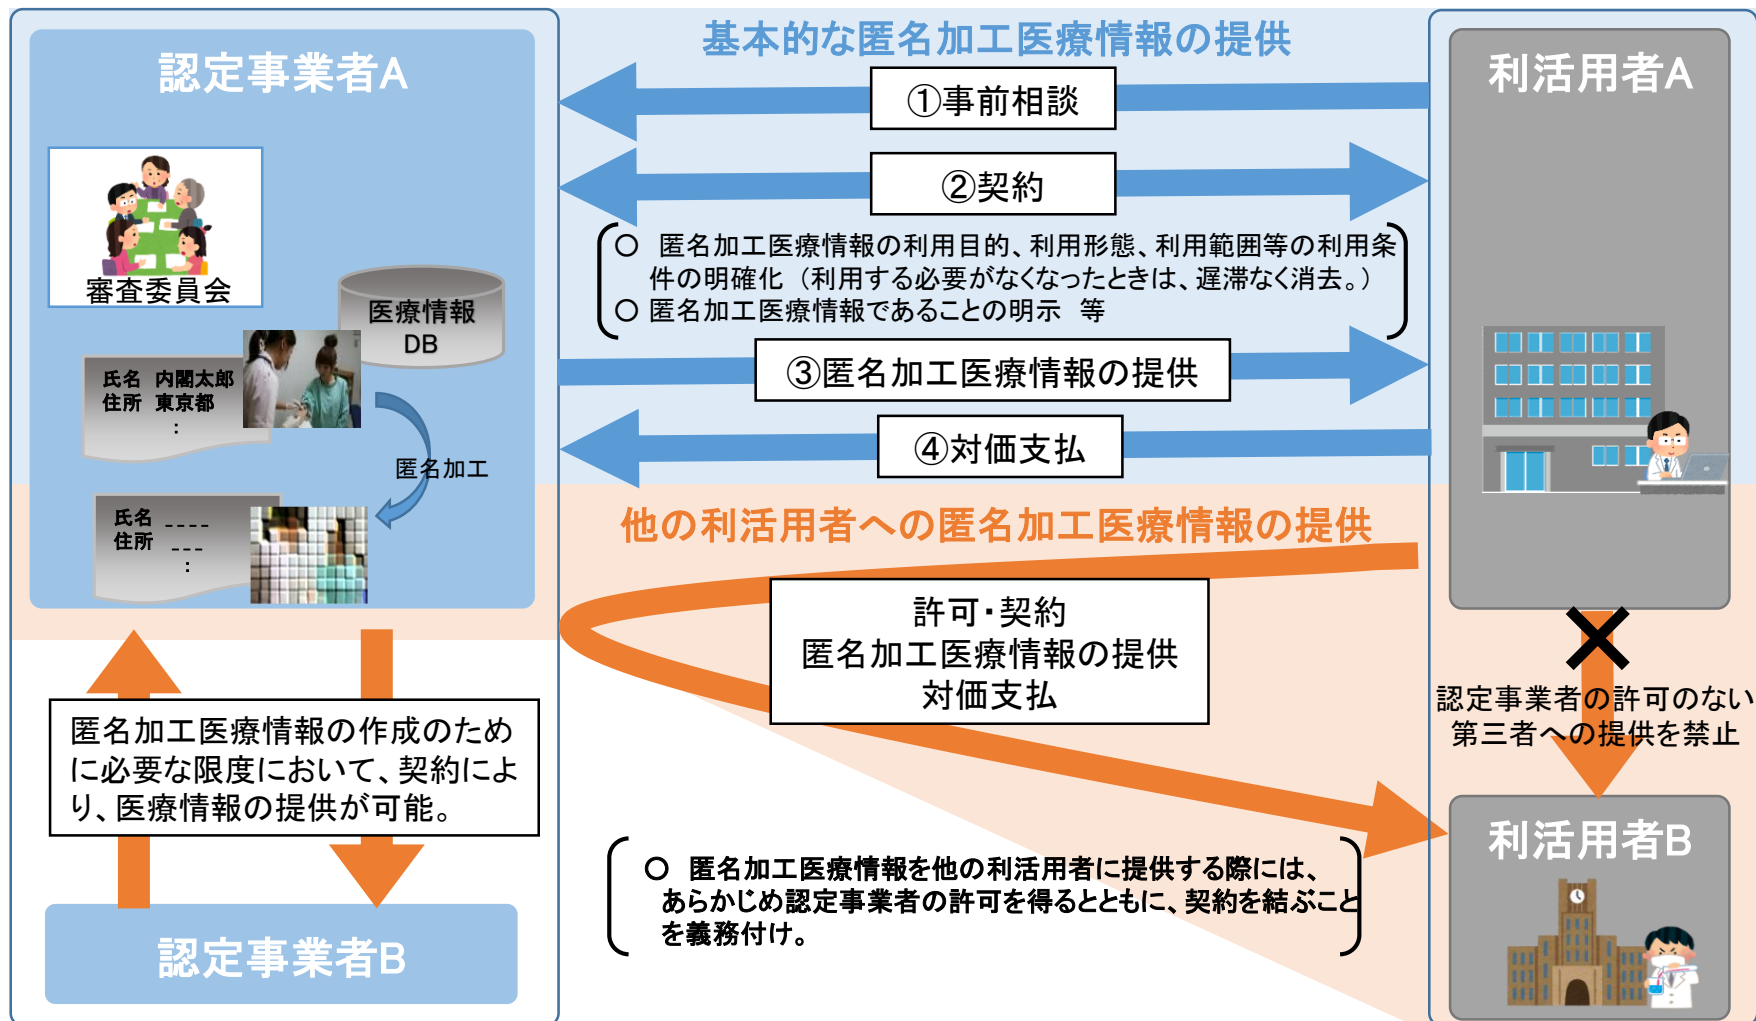 基本的な匿名加工医療情報の提供
認定事業者A
利活用者A
①事前相談
②契約
○ 匿名加工医療情報の利用目的、利用形態、利用範囲等の利用条
件の明確化（利用する必要がなくなったときは、遅滞なく消去。）
○ 匿名加工医療情報であることの明示 等
審査委員会
医療情報
DB
氏名 内閣太郎
住所 東京都
:
③匿名加工医療情報の提供
④対価支払
匿名加工
氏名 ----
住所 ---
:
他の利活用者への匿名加工医療情報の提供
許可・契約
匿名加工医療情報の提供
対価支払
認定事業者の許可のない
第三者への提供を禁止
匿名加工医療情報の作成のため
に必要な限度において、契約によ
り、医療情報の提供が可能。
○ 匿名加工医療情報を他の利活用者に提供する際には、
あらかじめ認定事業者の許可を得るとともに、契約を結ぶこと
を義務付け。
認定事業者B
利活用者B